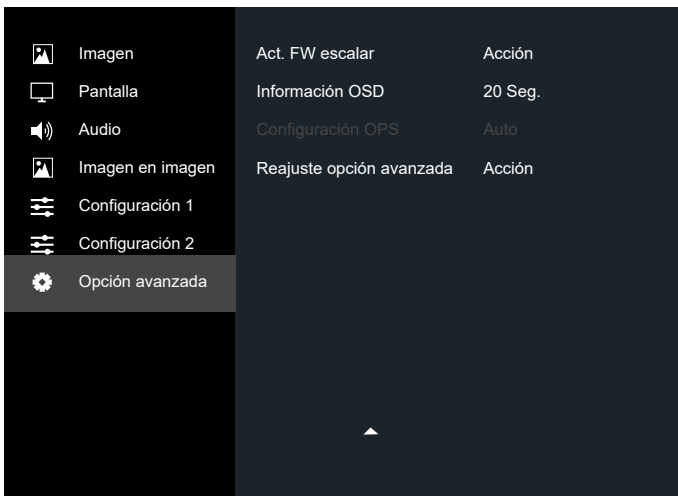 Imagen
Pantalla
Audio
Imagen en imagen
Configuración 1
Configuración 2
Opción avanzada
Act. FW escalar Acción
Información OSD 20 Seg.
Configuración OPS Auto
Reajuste opción avanzada Acción